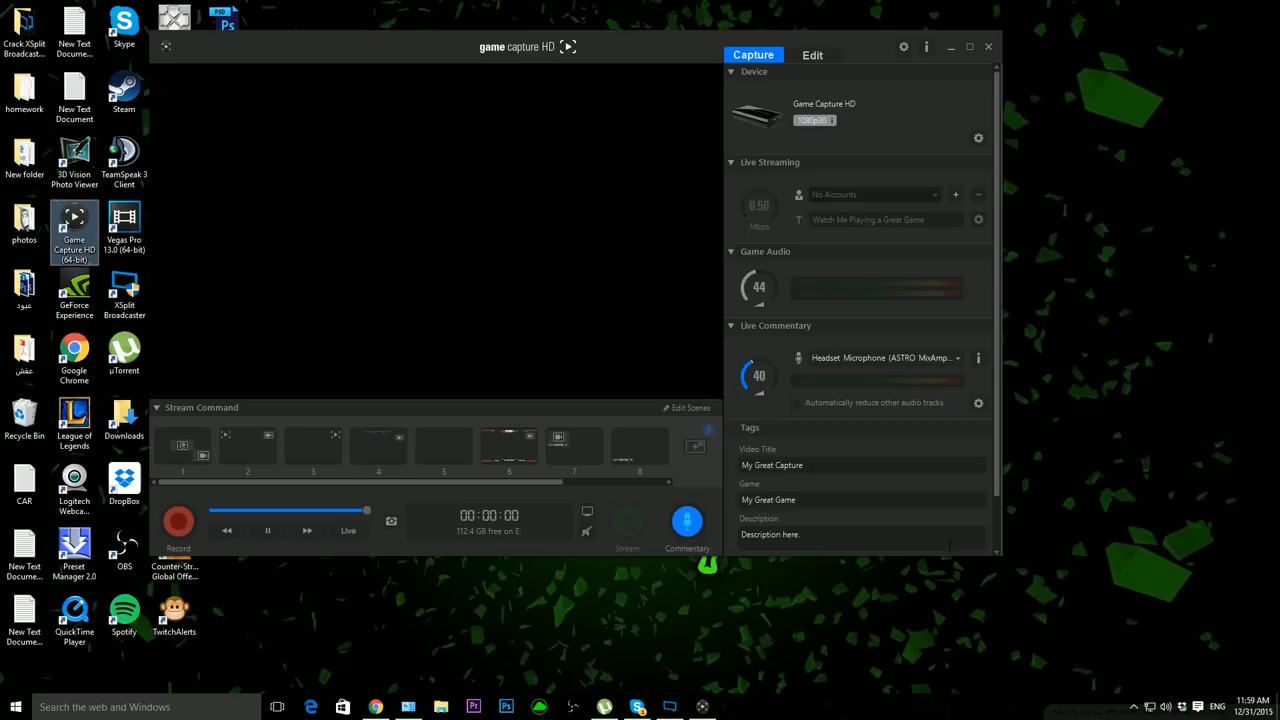 Crack XSplit
Broadcast...
New Text
Docume...
Skype
PSD
Ps
homework
New Text
Document
Steam
New folder
3D Vision
Photo Viewer
TeamSpeak 3
Client
photos
Game
Capture HD
(64-bit)
Vegas Pro
13.0 (64-bit)
عبود
GeForce
Experience
XSplit
Broadcaster
عفش
Google
Chrome
µTorrent
Recycle Bin
League of
Legends
Downloads
CAR
Logitech
Webca...
DropBox
New Text
Docume...
Preset
Manager 2.0
OBS
Counter-Str...
Global Offe...
New Text
Docume...
QuickTime
Player
Spotify
TwitchAlerts
game capture HD
Capture
Edit
Device
Game Capture HD
1080p30
Live Streaming
0.50
Mbps
No Accounts
T
Watch Me Playing a Great Game
Game Audio
44
Live Commentary
40
Headset Microphone (ASTRO MixAmp...
Automatically reduce other audio tracks
Tags
Video Title
My Great Capture
Game
My Great Game
Description
Description here.
Stream Command
Edit Scenes
1 2 3 4 5 6 7 8
3
Record
Live
00:00:00
112.4 GB free on E:
Stream
Commentary
Search the web and Windows
Pr
Ps
ENG
11:59 AM
12/31/2015